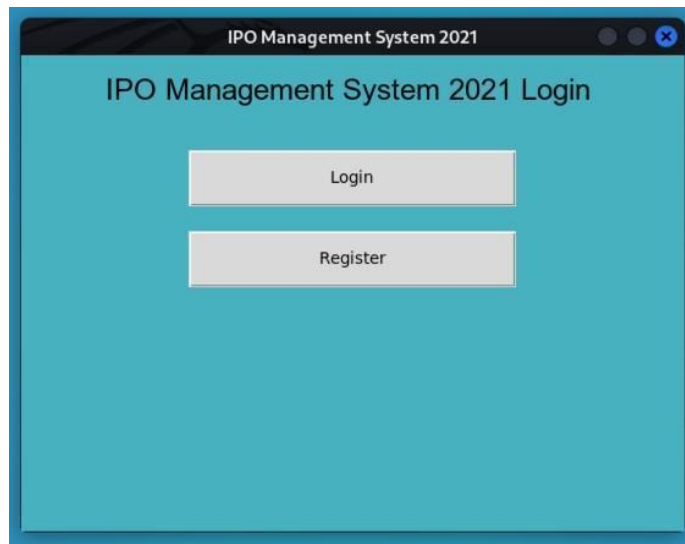 IPO Management System 2021
IPO Management System 2021 Login
Login
Register